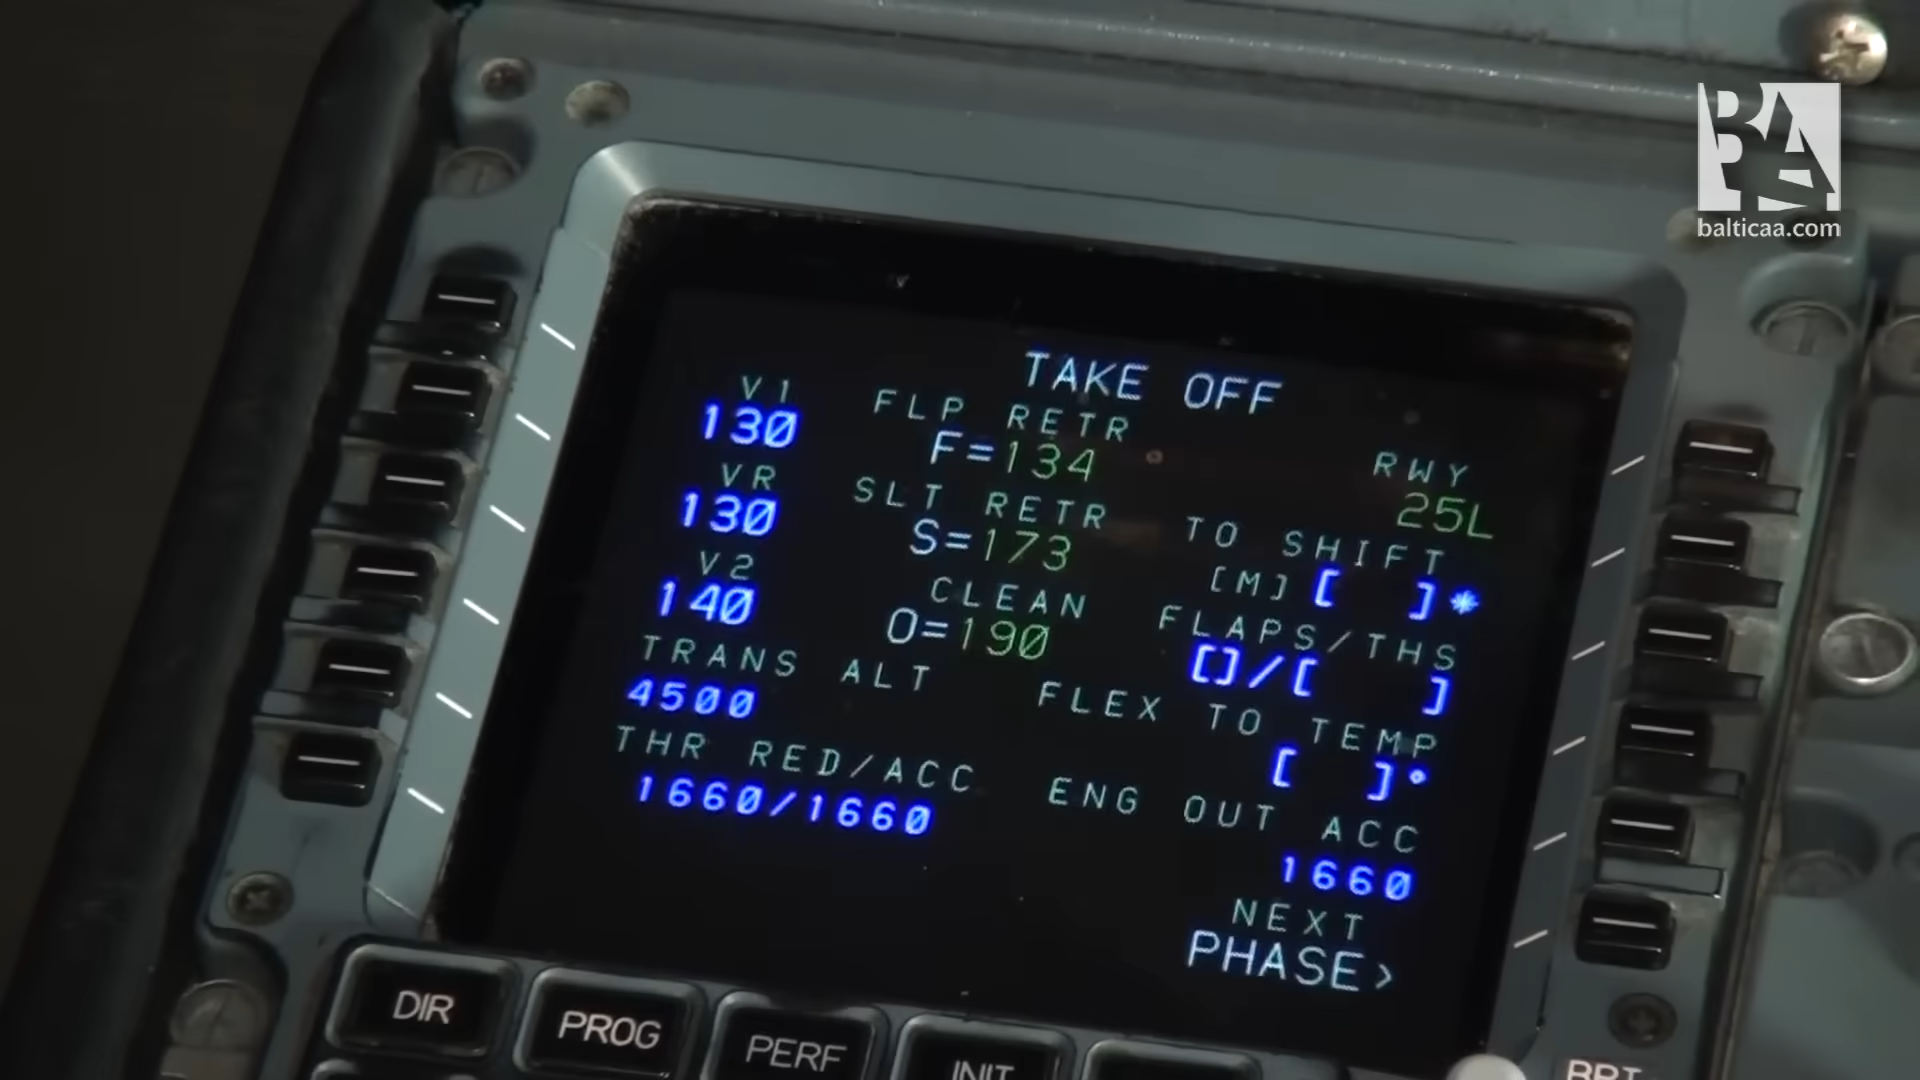 BAA
balticaa.com
TAKE OFF
V1 FLP RETR RWY
130 F=134 25L
VR SLT RETR TO SHIFT
130 S=173 [M][ ]*
V2 CLEAN FLAPS/THS
140 O=190 []/[ ]
TRANS ALT FLEX TO TEMP
4500 [ ]°
THR RED/ACC ENG OUT ACC
1660/1660 1660
NEXT
PHASE>
DIR PROG PERF INIT
BRT